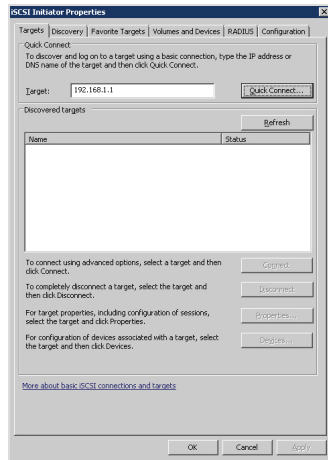 iSCSI Initiator Properties
Targets Discovery Favorite Targets Volumes and Devices RADIUS Configuration
Quick Connect
To discover and log on to a target using a basic connection, type the IP address or
DNS name of the target and then click Quick Connect.
Target: 192.168.1.1 Quick Connect...
Discovered targets
Refresh
Name Status
To connect using advanced options, select a target and then
click Connect.
Connect
To completely disconnect a target, select the target and
then click Disconnect.
Disconnect
For target properties, including configuration of sessions,
select the target and click Properties.
Properties...
For configuration of devices associated with a target, select
the target and then click Devices.
Devices...
More about basic iSCSI connections and targets
OK Cancel Apply